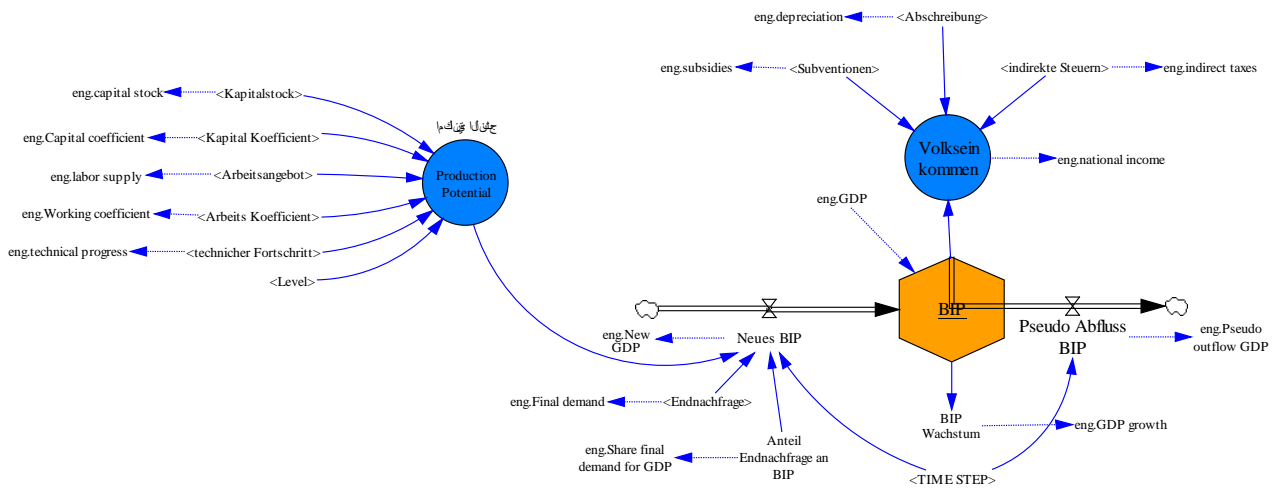 eng.depreciation
<Abschreibung>
eng.subsidies
<Subventionen>
<indirekte Steuern>
eng.indirect taxes
eng.capital stock
<Kapitalstock>
eng.Capital coefficient
<Kapital Koefficient>
eng.labor supply
<Arbeitsangebot>
eng.Working coefficient
<Arbeits Koefficient>
eng.technical progress
<technicher Fortschritt>
<Level>
Production
Potential
Volksein
kommen
eng.national income
eng.GDP
BIP
Pseudo Abfluss
BIP
eng.Pseudo
outflow GDP
eng.New
GDP
Neues BIP
eng.Final demand
<Endnachfrage>
eng.Share final
demand for GDP
Anteil
Endnachfrage an
BIP
BIP
Wachstum
eng.GDP growth
<TIME STEP>